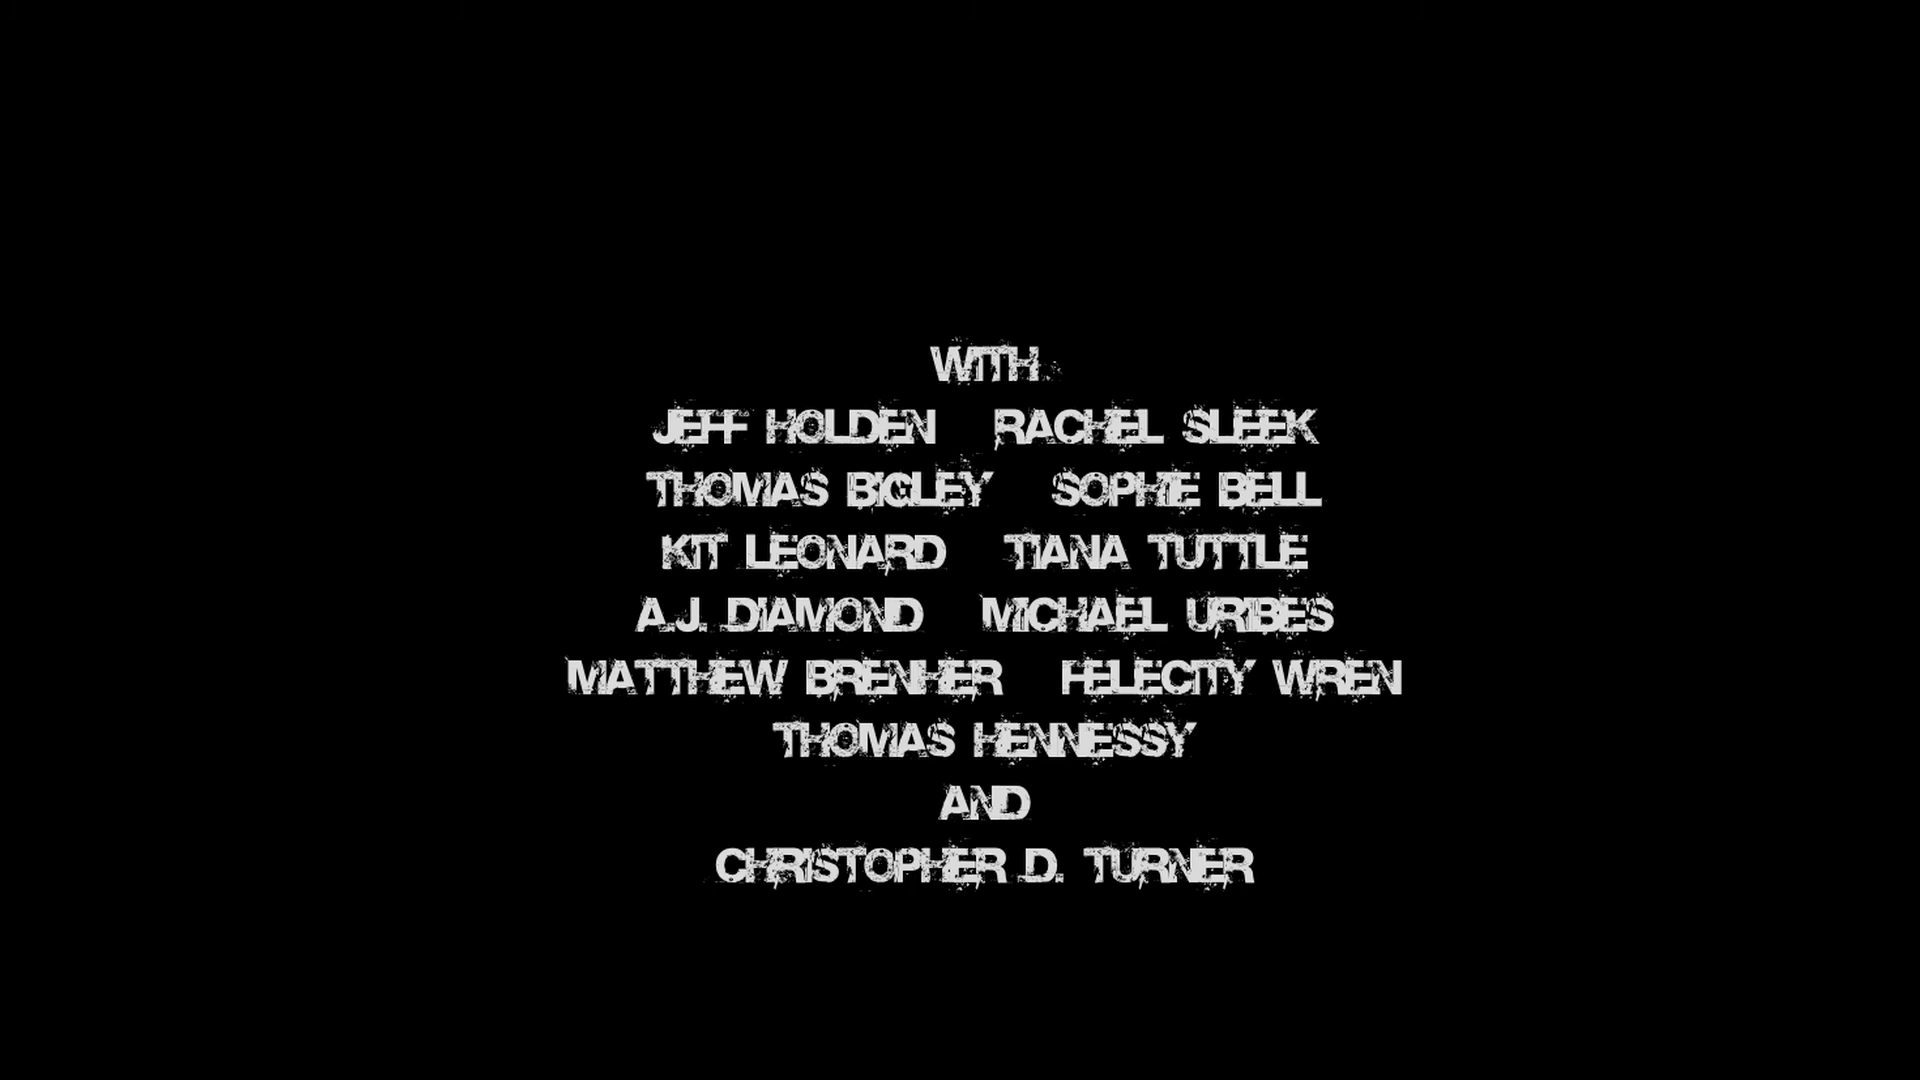 WITH
JEFF HOLDEN RACHEL SLEEK
THOMAS BIGLEY SOPHIE BELL
KIT LEONARD TIANA TUTTLE
A.J. DIAMOND MICHAEL URIBES
MATTHEW BRENHER FELECITY WREN
THOMAS HENNESSY
AND
CHRISTOPHER D. TURNER